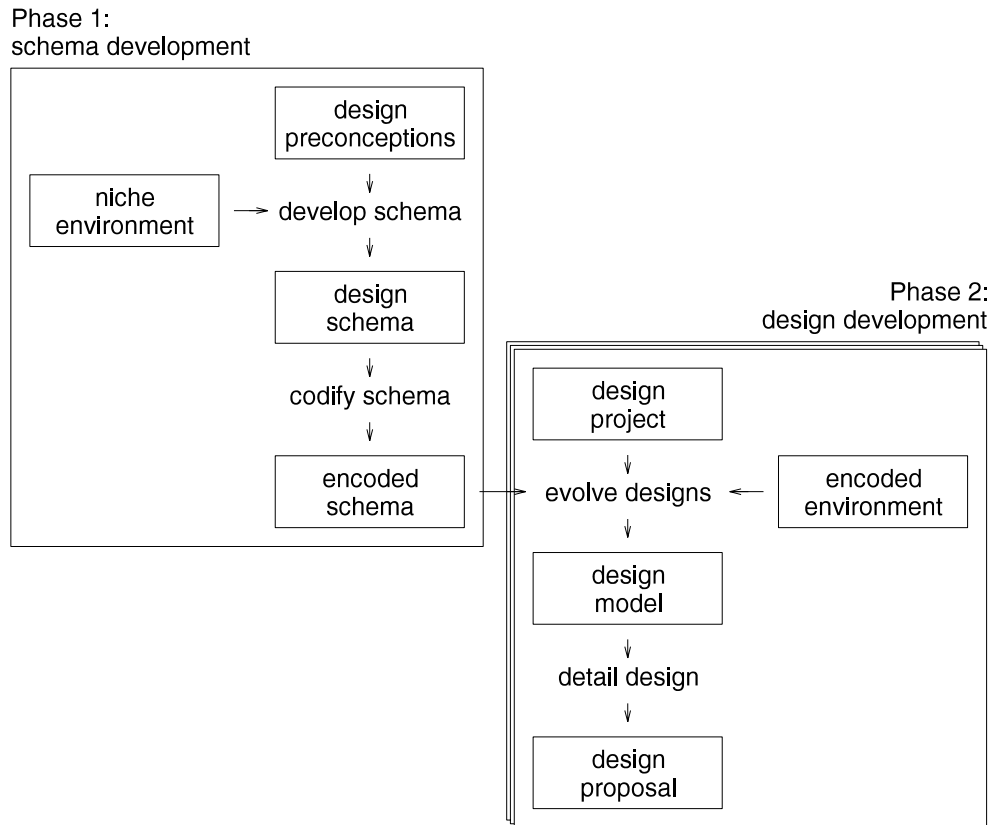 Phase 1:
schema development
design
preconceptions
niche
environment
develop schema
design
schema
codify schema
encoded
schema
Phase 2:
design development
design
project
evolve designs
encoded
environment
design
model
detail design
design
proposal